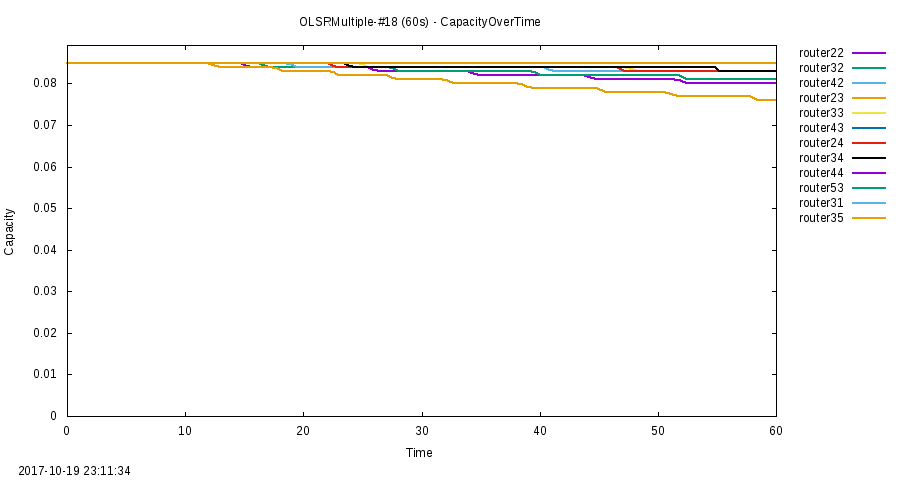 OLSRMultiple-#18 (60s) - CapacityOverTime
router22
router32
router42
router23
router33
router43
router24
router34
router44
router53
router31
router35
0.08
0.07
0.06
0.05
0.04
0.03
0.02
0.01
0
Capacity
0 10 20 30 40 50 60
Time
2017-10-19 23:11:34